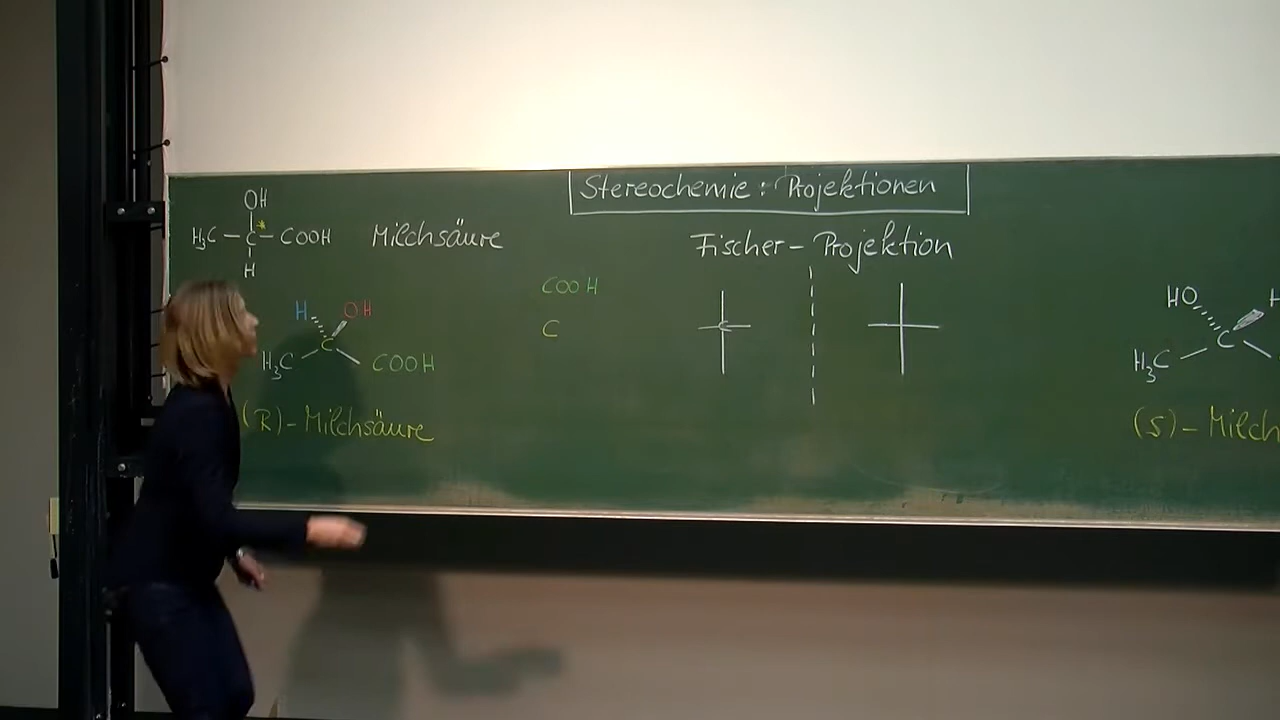 Stereochemie: Projektionen
OH
H₃C - C* - COOH Milchsäure
H
Fischer-Projektion
H OH
H₃C C COOH
(R)-Milchsäure
COOH
C
C
HO H
H₃C C
(S)-Milch